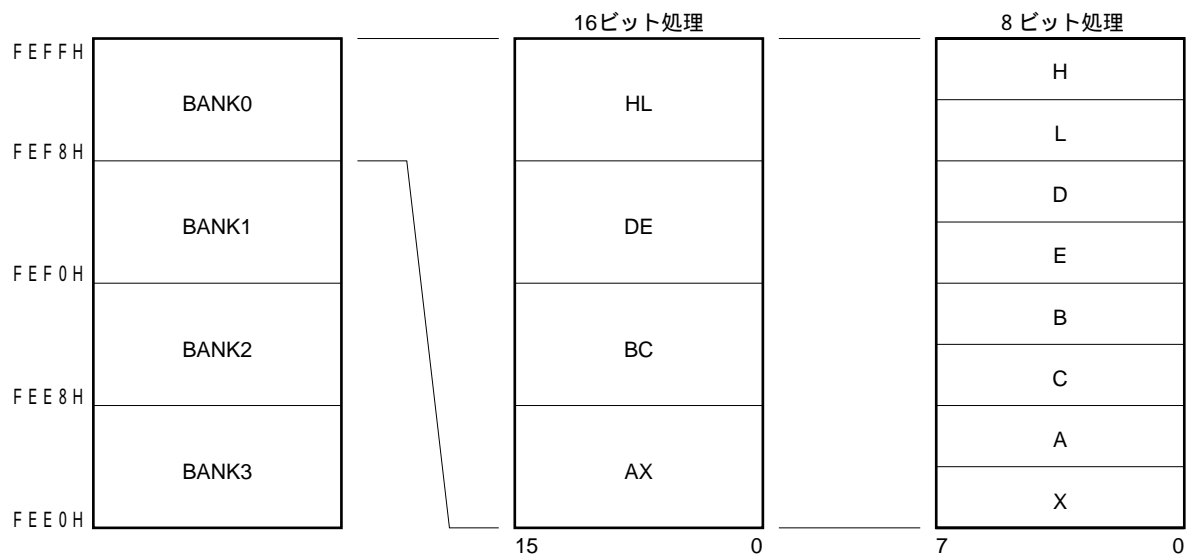 16ビット処理
8 ビット処理
FEFFH
BANK0
HL
H
L
FEF8H
BANK1
DE
D
E
FEF0H
BANK2
BC
B
C
FEE8H
BANK3
AX
A
X
FEE0H
15 0
7 0